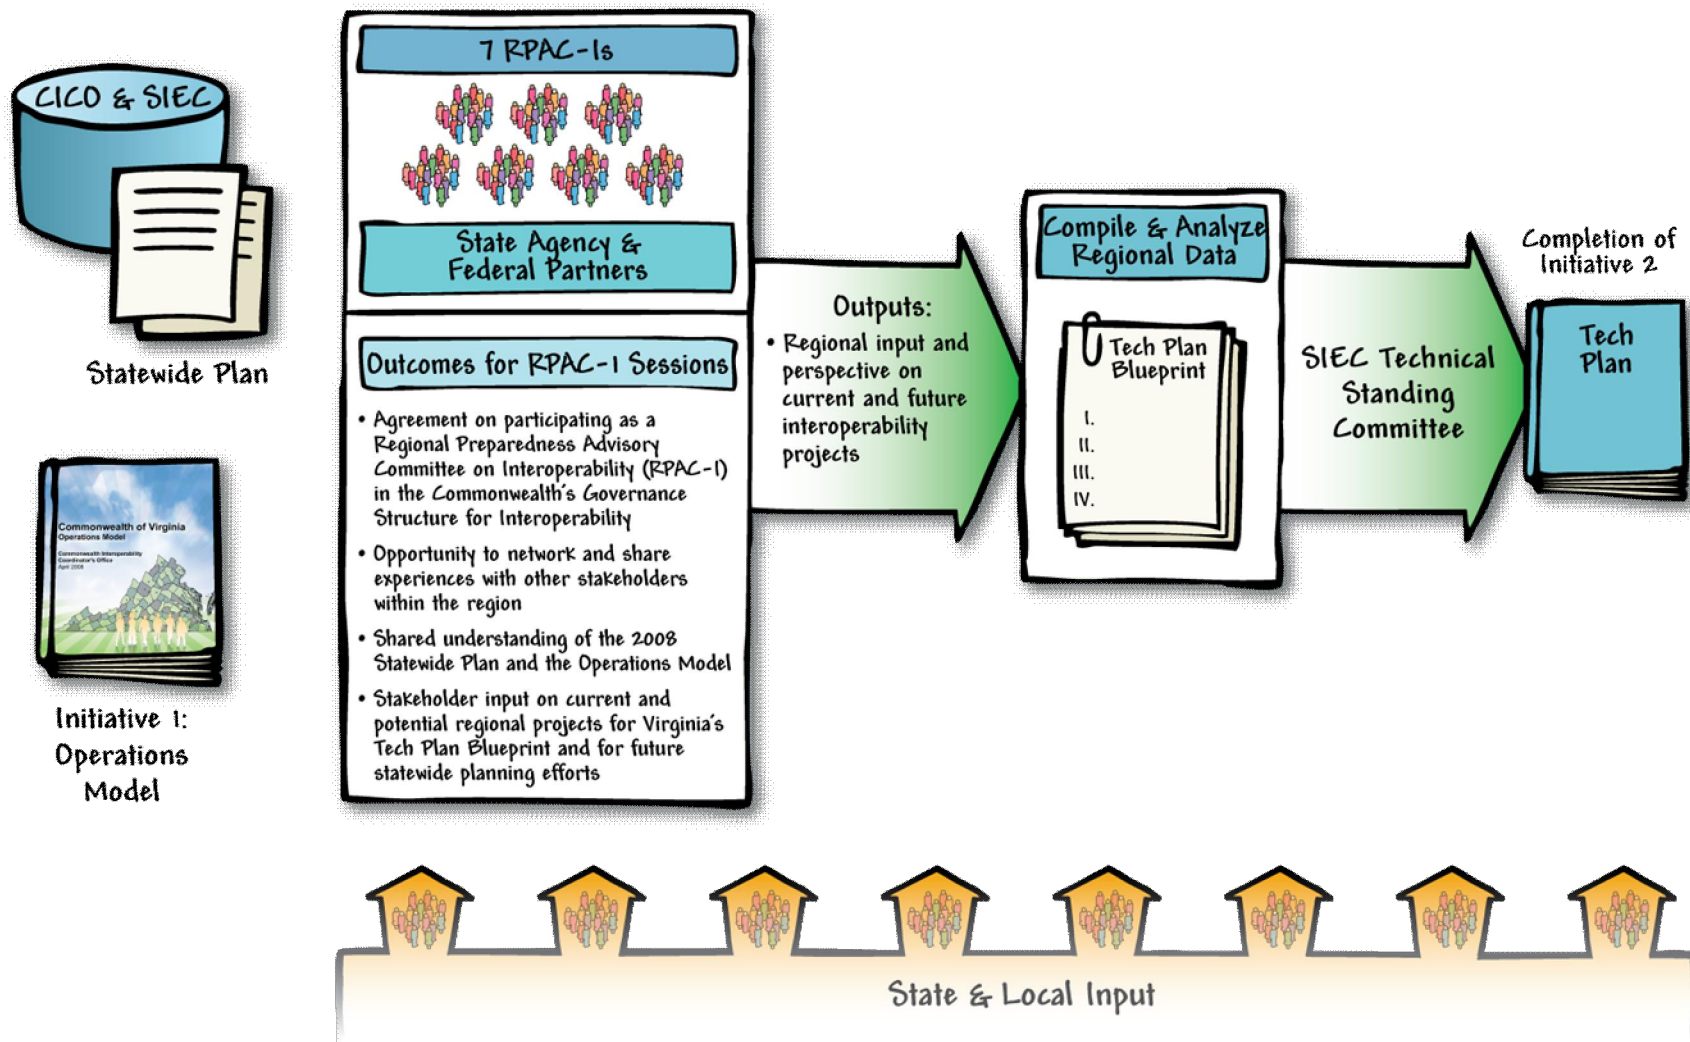 CICO & SIEC
Statewide Plan
Commonwealth of Virginia
Operations Model
Commonwealth Interoperability
Coordinator's Office
April 2008
Initiative 1:
Operations
Model
7 RPAC-Is
State Agency &
Federal Partners
Outcomes for RPAC-I Sessions
• Agreement on participating as a
Regional Preparedness Advisory
Committee on Interoperability (RPAC-I)
in the Commonwealth's Governance
Structure for Interoperability
• Opportunity to network and share
experiences with other stakeholders
within the region
• Shared understanding of the 2008
Statewide Plan and the Operations Model
• Stakeholder input on current and
potential regional projects for Virginia's
Tech Plan Blueprint and for future
statewide planning efforts
Outputs:
• Regional input and
perspective on
current and future
interoperability
projects
Compile & Analyze
Regional Data
Tech Plan
Blueprint
I.
II.
III.
IV.
SIEC Technical
Standing
Committee
Completion of
Initiative 2
Tech
Plan
State & Local Input